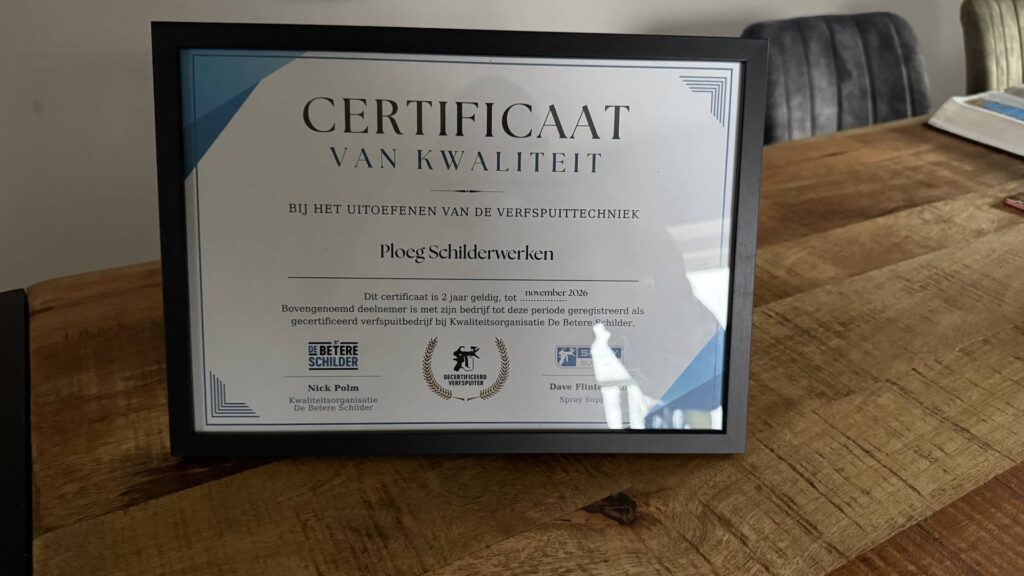 CERTIFICAAT
VAN KWALITEIT
BIJ HET UITOEFENEN VAN DE VERFSPUITTECHNIEK
Ploeg Schilderwerken
Dit certificaat is 2 jaar geldig, tot november 2026
Bovengenoemd deelnemer is met zijn bedrijf tot deze periode geregistreerd als
gecertificeerd verfspuitbedrijf bij Kwaliteitsorganisatie De Betere Schilder.
DE BETERE
SCHILDER
GECERTIFICEERD
VERFSPUITER
Nick Polm
Kwaliteitsorganisatie
De Betere Schilder
Dave
Spray